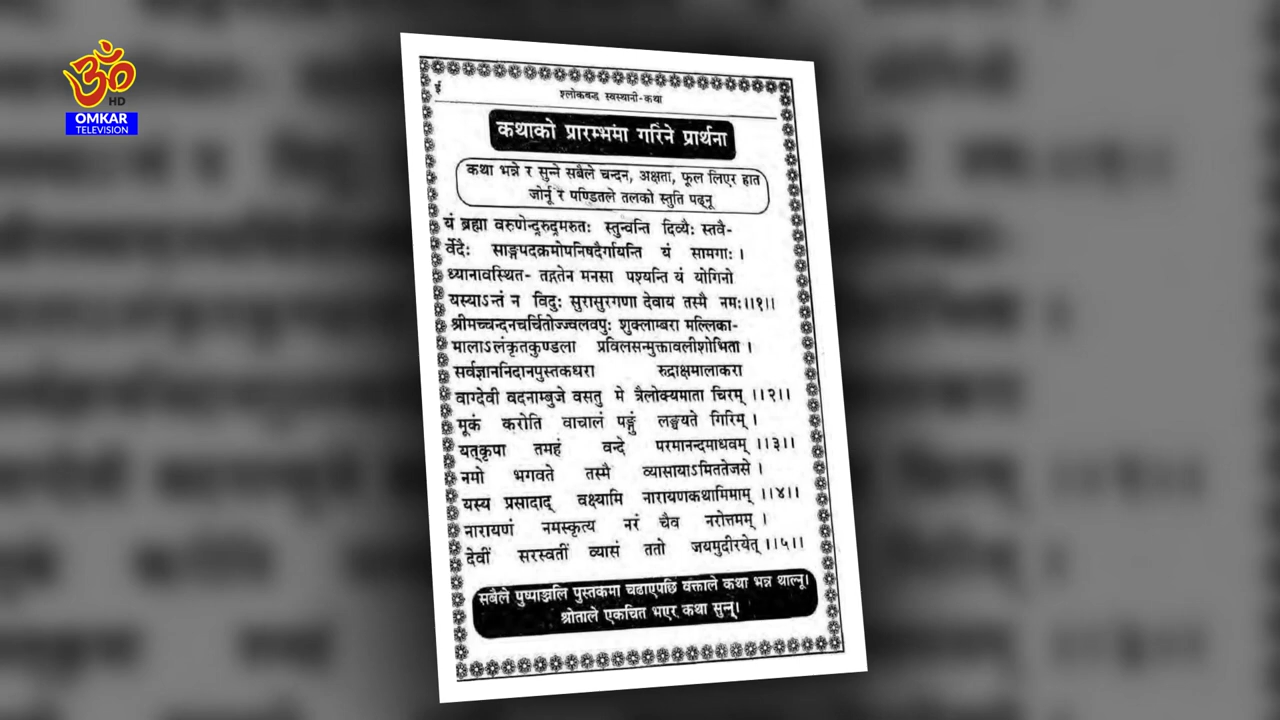 ॐ
HD
OMKAR
TELEVISION
ई
श्लोकबद्ध स्वस्थानी-कथा
कथाको प्रारम्भमा गरिने प्रार्थना
कथा भन्ने र सुन्ने सबैले चन्दन, अक्षता, फूल लिएर हात
जोर्नू र पण्डितले तलको स्तुति पढ्नू
यं ब्रह्मा वरुणेन्द्ररुद्रमरुतः स्तुन्वन्ति दिव्यैः स्तवै-
र्वेदैः साङ्गपदक्रमोपनिषदैर्गायन्ति यं सामगाः ।
ध्यानावस्थित- तद्गतेन मनसा पश्यन्ति यं योगिनो
यस्याऽन्तं न विदुः सुरासुरगणा देवाय तस्मै नमः।।१।।
श्रीमच्चन्दनचर्चितोज्ज्वलवपुः शुक्लाम्बरा मल्लिका-
मालाऽलंकृतकुण्डला प्रविलसन्मुक्तावलीशोभिता ।
सर्वज्ञाननिदानपुस्तकधरा रुद्राक्षमालाकरा
वाग्देवी वदनाम्बुजे वसतु मे त्रैलोक्यमाता चिरम् ।।२।।
मूकं करोति वाचालं पङ्गुं लङ्घयते गिरिम् ।
यत्कृपा तमहं वन्दे परमानन्दमाधवम् ।।३।।
नमो भगवते तस्मै व्यासायाऽमिततेजसे ।
यस्य प्रसादाद् वक्ष्यामि नारायणकथामिमाम् ।।४।।
नारायणं नमस्कृत्य नरं चैव नरोत्तमम् ।
देवीं सरस्वतीं व्यासं ततो जयमुदीरयेत् ।।५।।
सबैले पुष्पाञ्जलि पुस्तकमा चढाएपछि वक्ताले कथा भन्न थाल्नू।
श्रोताले एकचित भएर कथा सुन्नू।